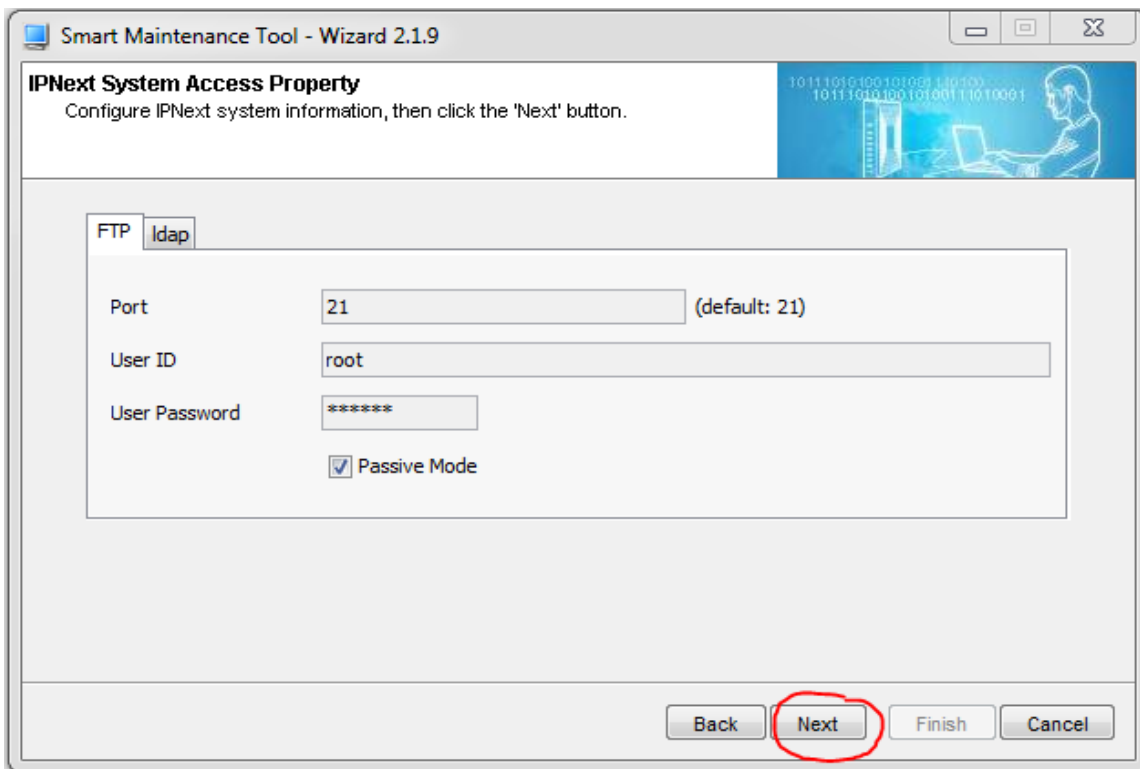 Smart Maintenance Tool - Wizard 2.1.9
IPNext System Access Property
Configure IPNext system information, then click the 'Next' button.
FTP ldap
Port 21 (default: 21)
User ID root
User Password ******
Passive Mode
Back Next Finish Cancel